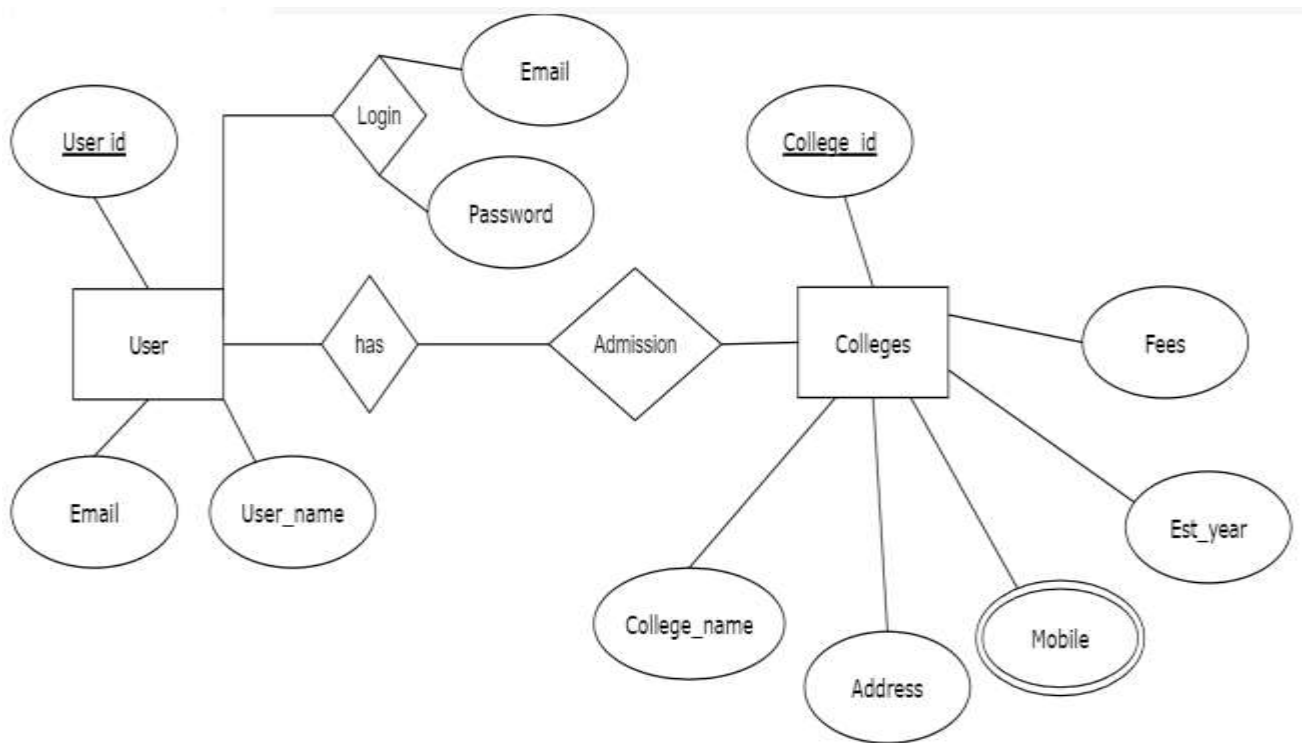 Email
Login
User id
College_id
Password
User
has
Admission
Colleges
Fees
Email
User_name
Est_year
College_name
Mobile
Address